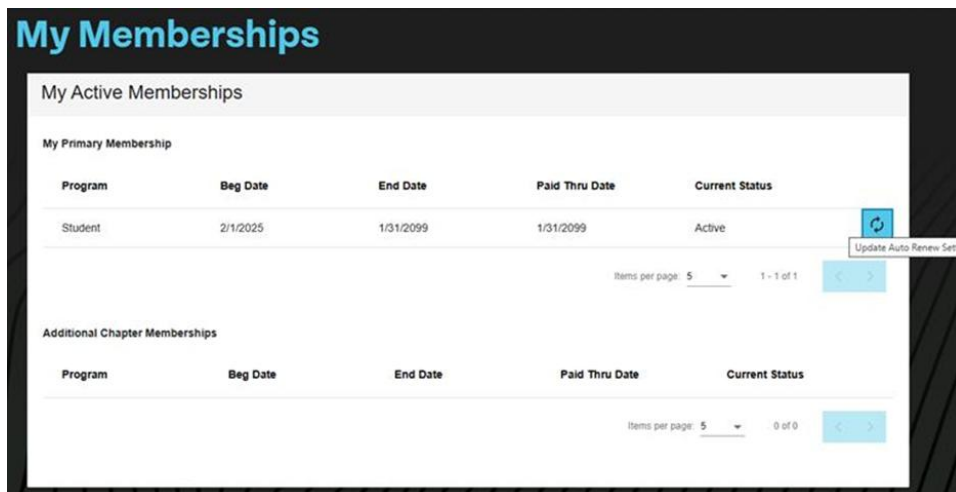 My Memberships
My Active Memberships
My Primary Membership
Program Beg Date End Date Paid Thru Date Current Status
Student 2/1/2025 1/31/2099 1/31/2099 Active
Update Auto Renew Set
Items per page: 5 1 - 1 of 1
Additional Chapter Memberships
Program Beg Date End Date Paid Thru Date Current Status
Items per page: 5 0 of 0